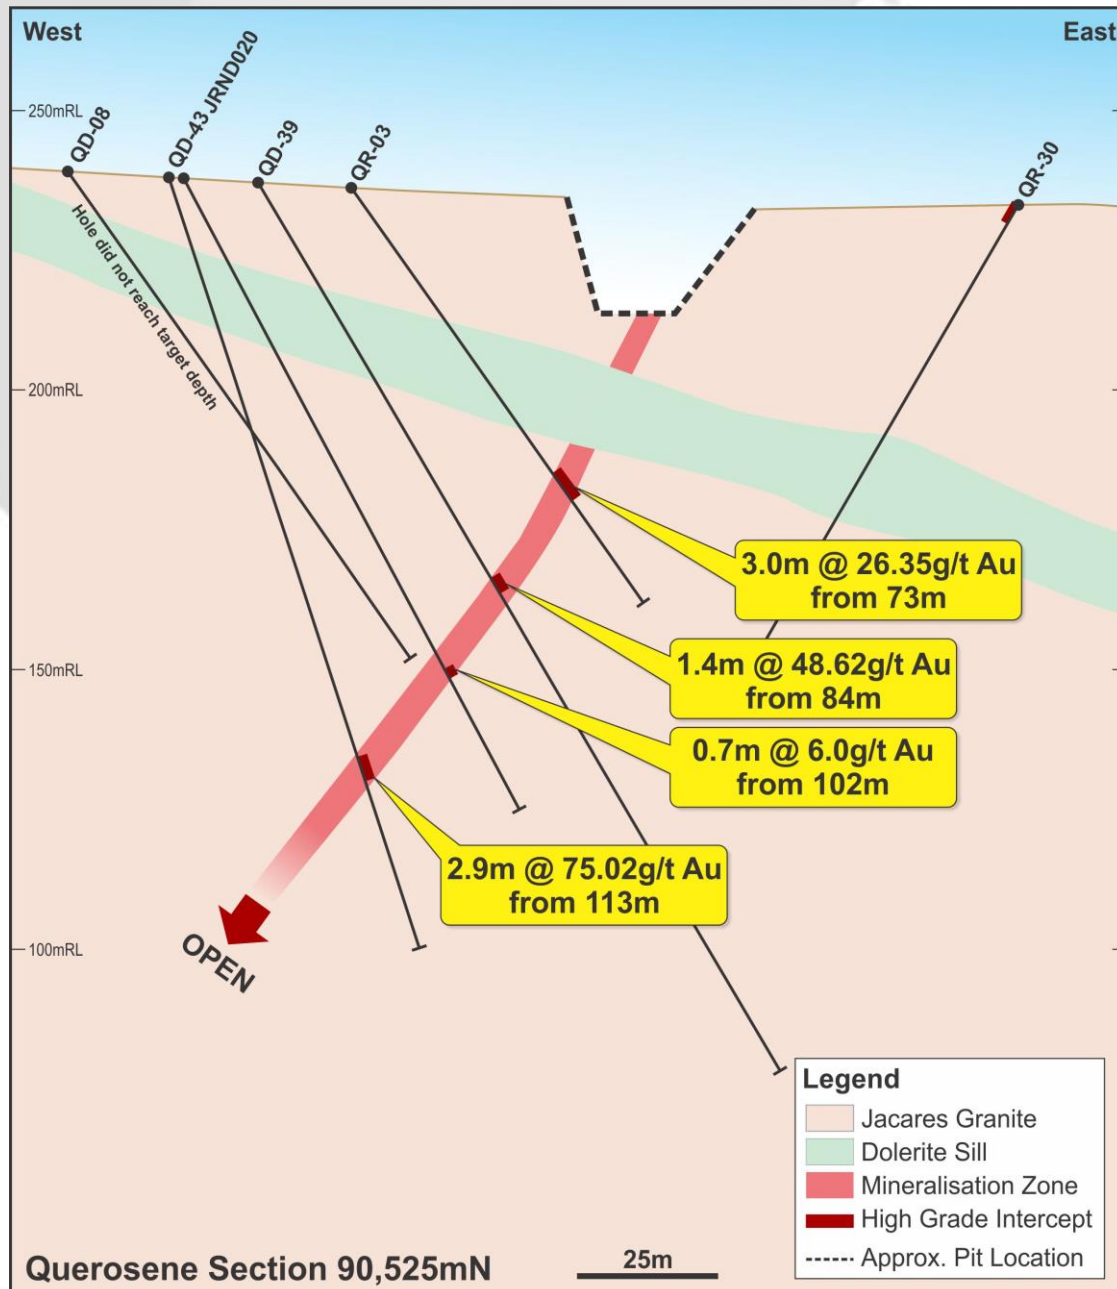 West
East
QD-08
QD-43
JRND020
QD-39
QR-03
QR-30
250mRL
Hole did not reach target depth
200mRL
3.0m @ 26.35g/t Au
from 73m
150mRL
1.4m @ 48.62g/t Au
from 84m
0.7m @ 6.0g/t Au
from 102m
2.9m @ 75.02g/t Au
from 113m
100mRL
OPEN
Legend
Jacares Granite
Dolerite Sill
Mineralisation Zone
High Grade Intercept
Approx. Pit Location
Querosene Section 90,525mN
25m